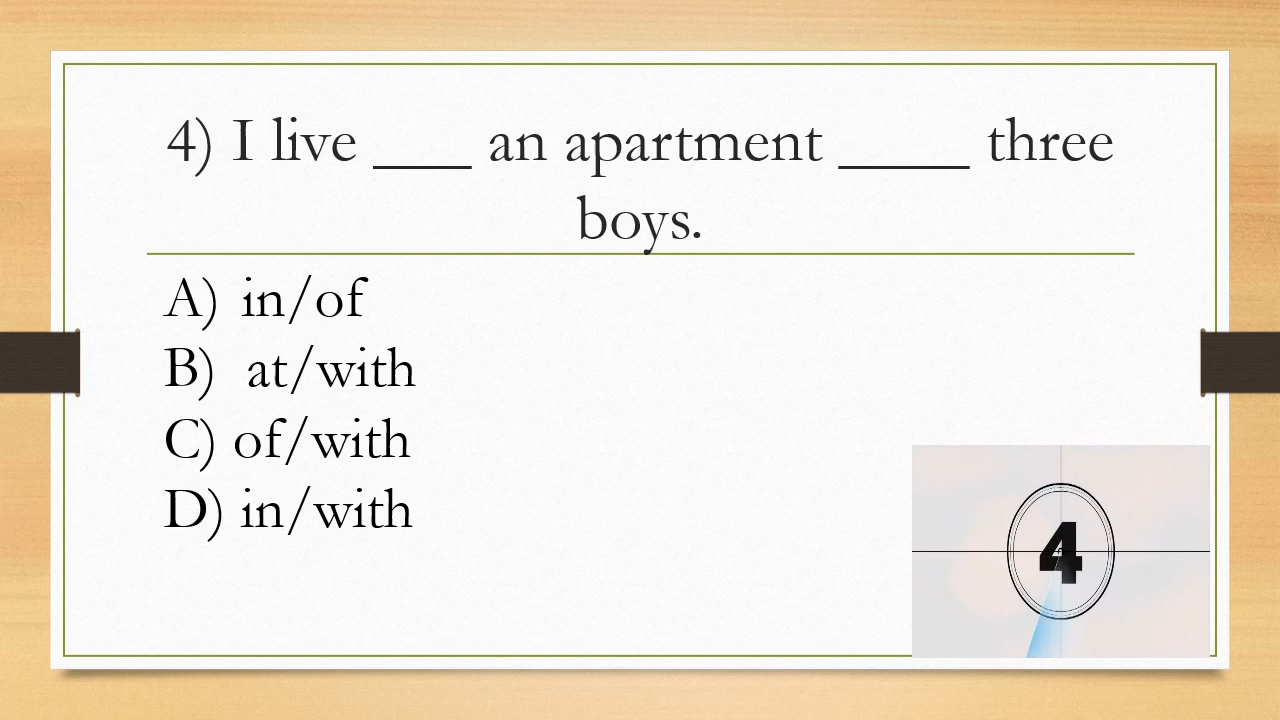 4) I live ___ an apartment ____ three
boys.
A) in/of
B) at/with
C) of/with
D) in/with
4